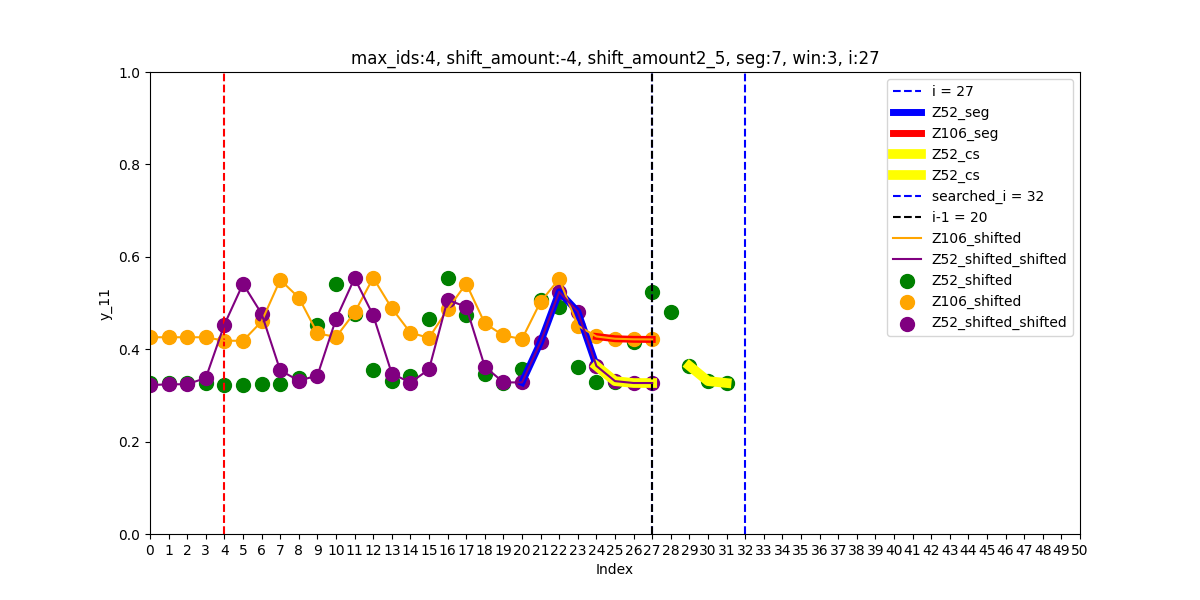 max_ids:4, shift_amount:-4, shift_amount2_5, seg:7, win:3, i:27
1.0
0.8
0.6
0.4
0.2
0.0
y_11
i = 27
Z52_seg
Z106_seg
Z52_cs
Z52_cs
searched_i = 32
i-1 = 20
Z106_shifted
Z52_shifted_shifted
Z52_shifted
Z106_shifted
Z52_shifted_shifted
0 1 2 3 4 5 6 7 8 9 10 11 12 13 14 15 16 17 18 19 20 21 22 23 24 25 26 27 28 29 30 31 32 33 34 35 36 37 38 39 40 41 42 43 44 45 46 47 48 49 50
Index